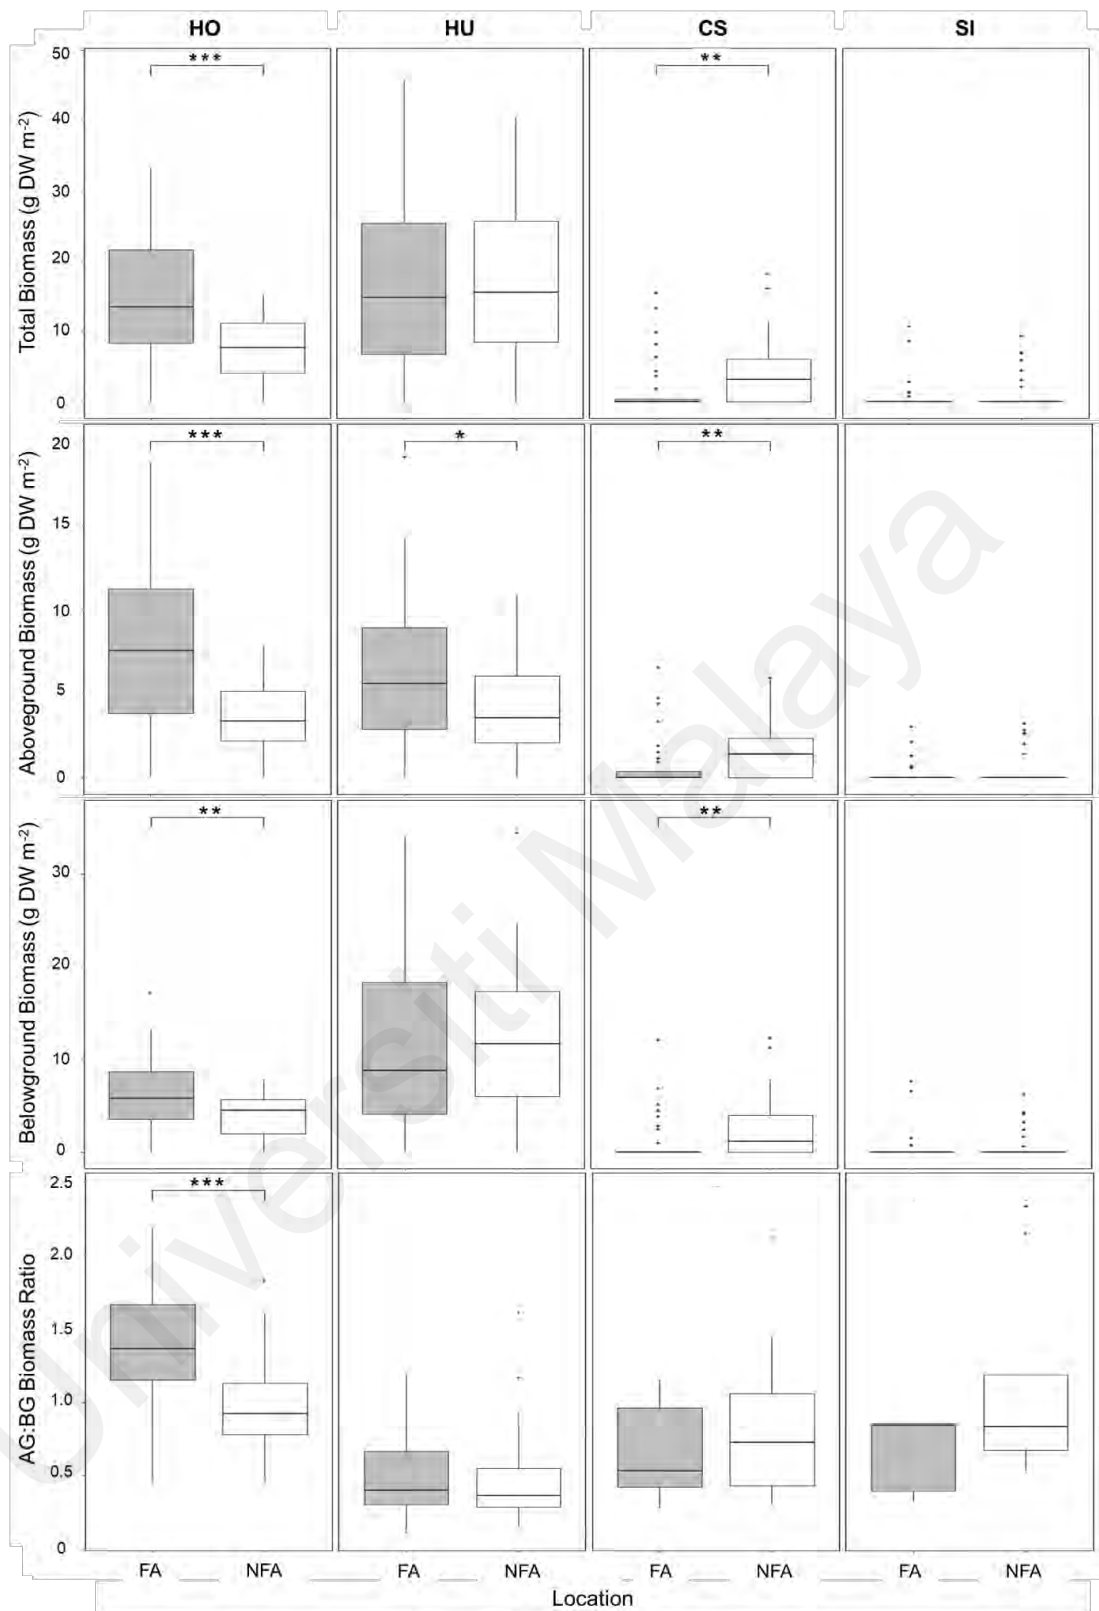 HO HU CS SI
Total Biomass (g DW m-2)
50
40
30
20
10
0
*** **
Aboveground Biomass (g DW m-2)
20
15
10
5
0
*** * **
Belowground Biomass (g DW m-2)
30
20
10
0
** **
AG:BG Biomass Ratio
2.5
2.0
1.5
1.0
0.5
0
***
FA NFA FA NFA FA NFA FA NFA
Location
Universiti Malaya